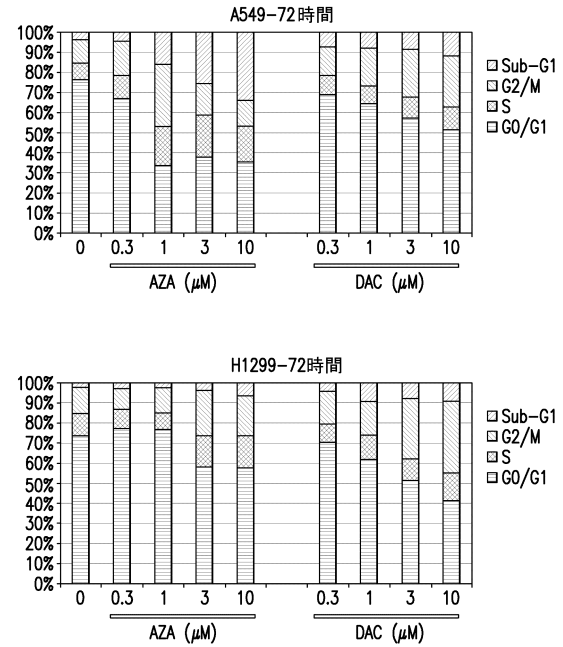 A549-72時間
100%
90%
80%
70%
60%
50%
40%
30%
20%
10%
0%
Sub-G1
G2/M
S
G0/G1
0 0.3 1 3 10 0.3 1 3 10
AZA (μM) DAC (μM)
H1299-72時間
100%
90%
80%
70%
60%
50%
40%
30%
20%
10%
0%
Sub-G1
G2/M
S
G0/G1
0 0.3 1 3 10 0.3 1 3 10
AZA (μM) DAC (μM)